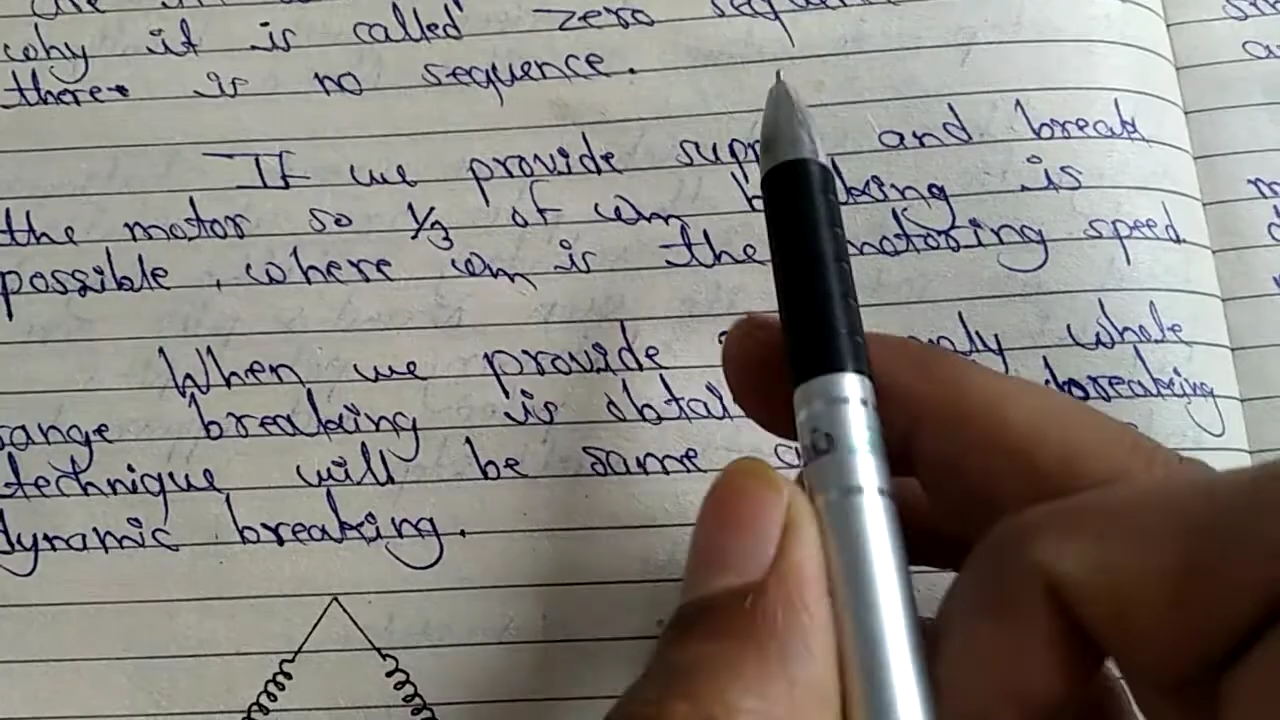 why it is called zero
there is no sequence.
If we provide and break
the motor so 1/3 of ωm is
possible, where ωm is the motoring speed
When we provide whole
range breaking is breaking
technique will be same
dynamic breaking.